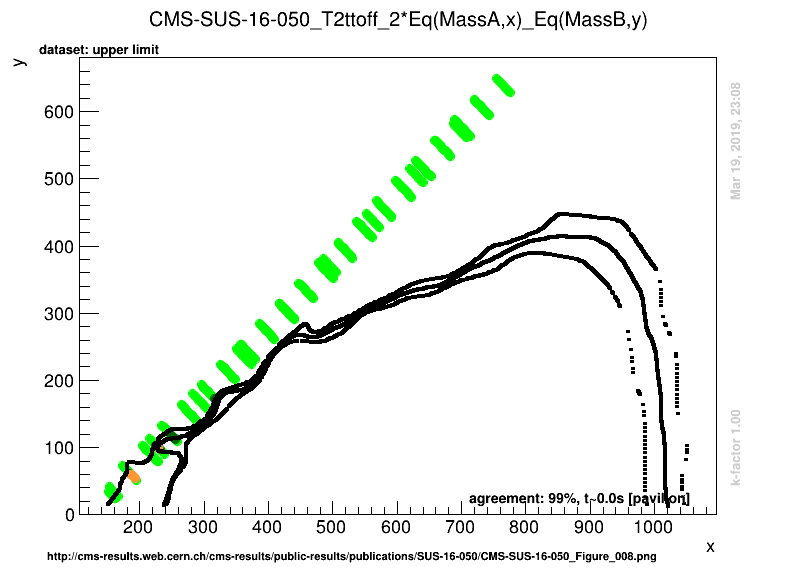 CMS-SUS-16-050_T2ttoff_2*Eq(MassA,x)_Eq(MassB,y)
dataset: upper limit
y
600
500
400
300
200
100
0
200 300 400 500 600 700 800 900 1000
x
agreement: 99%, t~0.0s [pavilion]
http://cms-results.web.cern.ch/cms-results/public-results/publications/SUS-16-050/CMS-SUS-16-050_Figure_008.png
Mar 19, 2019, 23:08
k-factor 1.00